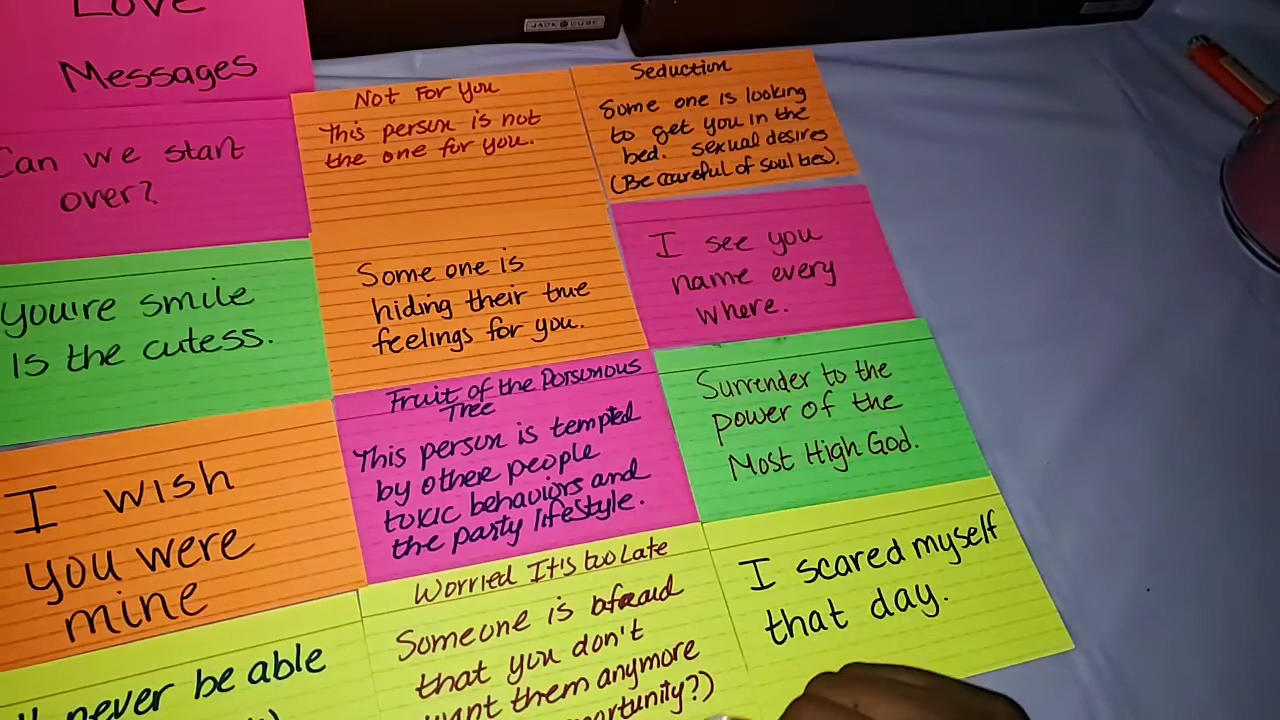 Love
Messages
Can we start
over?
You're smile
Is the cutess.
I wish
you were
mine
never be able
JACK CUBE
Not For You
This person is not
the one for you.
Some one is
hiding their true
feelings for you.
Fruit of the Poisunous
Tree
This person is tempted
by other people
toxic behaviors and
the party lifestyle.
Worried It's too Late
Someone is afraid
that you don't
want them anymore
Seduction
Some one is looking
to get you in the
bed. sexual desires
(Be careful of soul ties).
I see you
name every
where.
Surrender to the
power of the
Most High God.
I scared myself
that day.